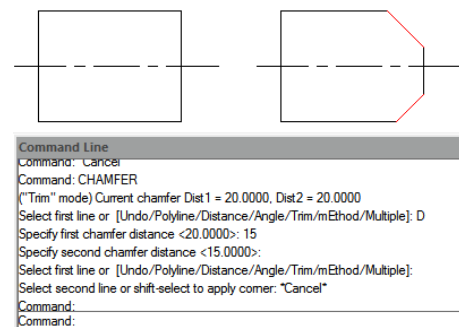 Command Line
Command: *Cancel*
Command: CHAMFER
("Trim" mode) Current chamfer Dist1 = 20.0000, Dist2 = 20.0000
Select first line or [Undo/Polyline/Distance/Angle/Trim/mEthod/Multiple]: D
Specify first chamfer distance <20.0000>: 15
Specify second chamfer distance <15.0000>:
Select first line or [Undo/Polyline/Distance/Angle/Trim/mEthod/Multiple]:
Select second line or shift-select to apply corner: *Cancel*
Command:
Command: